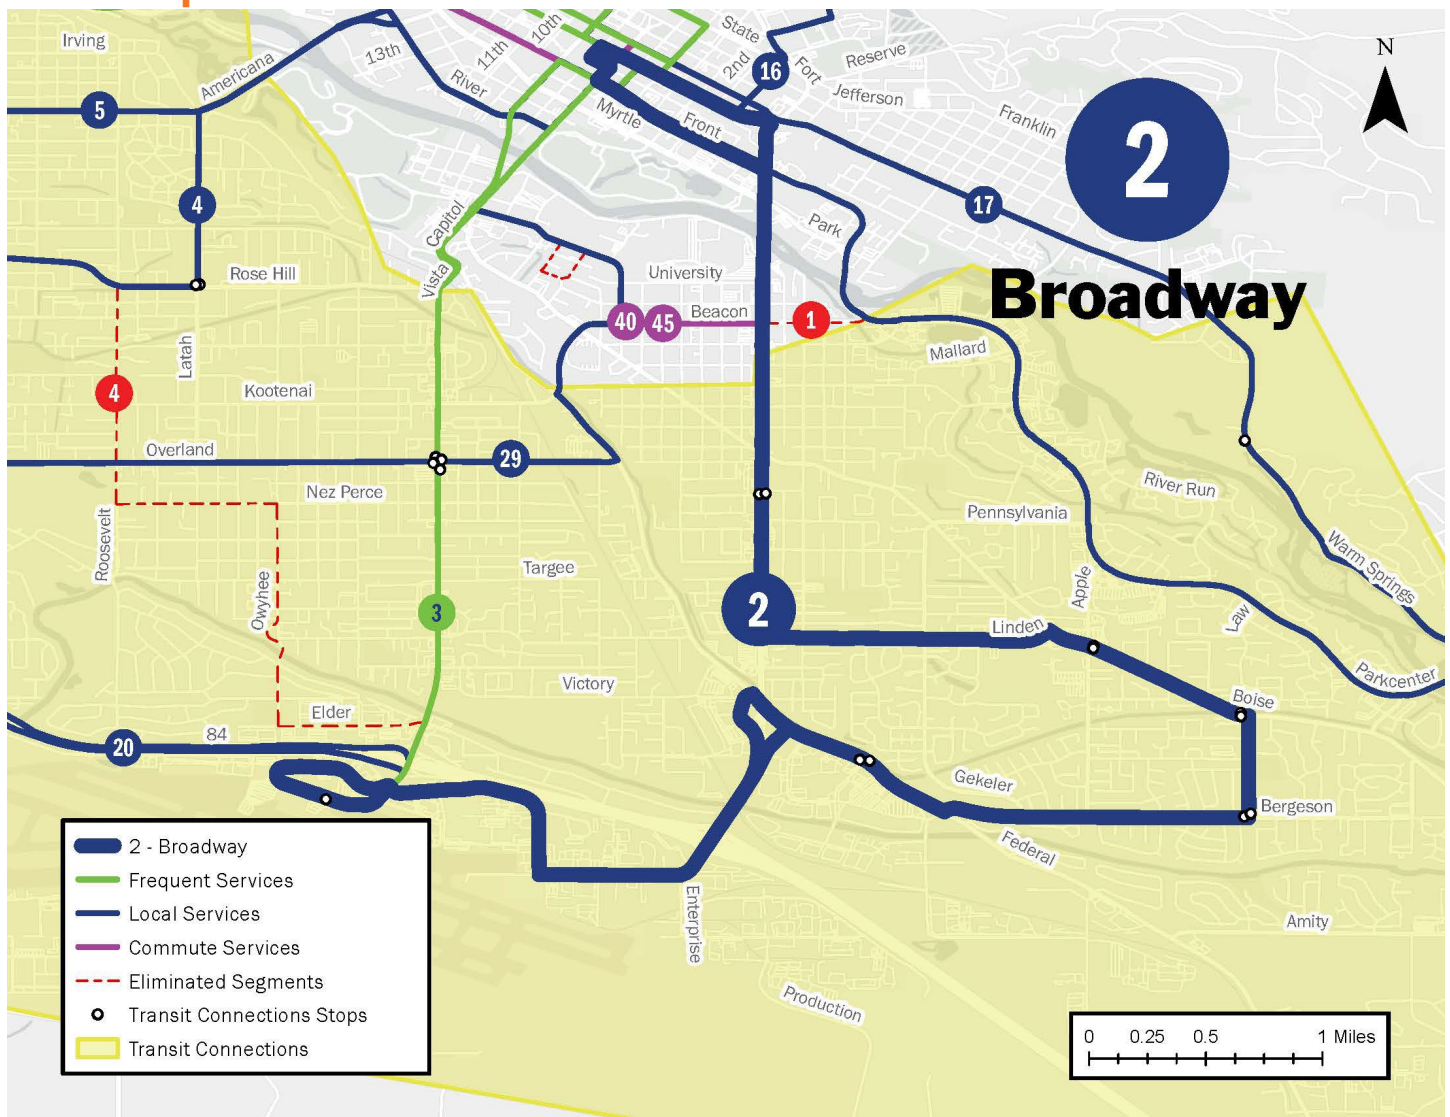 Irving
Americana
13th
11th
10th
River
State
2nd
16
Fort
Reserve
Jefferson
Franklin
N
5
Myrtle
Front
2
4
17
Capitol
Park
Rose Hill
Vista
University
Broadway
40
45
Beacon
1
Mallard
Latah
4
Kootenai
Overland
29
Nez Perce
River Run
Pennsylvania
Roosevelt
Warm Springs
Targee
Apple
Owyhee
3
2
Linden
Law
Parkcenter
Victory
Boise
Elder
84
20
Gekeler
Bergeson
Federal
Enterprise
Amity
Production
2 - Broadway
Frequent Services
Local Services
Commute Services
Eliminated Segments
Transit Connections Stops
Transit Connections
0 0.25 0.5 1 Miles